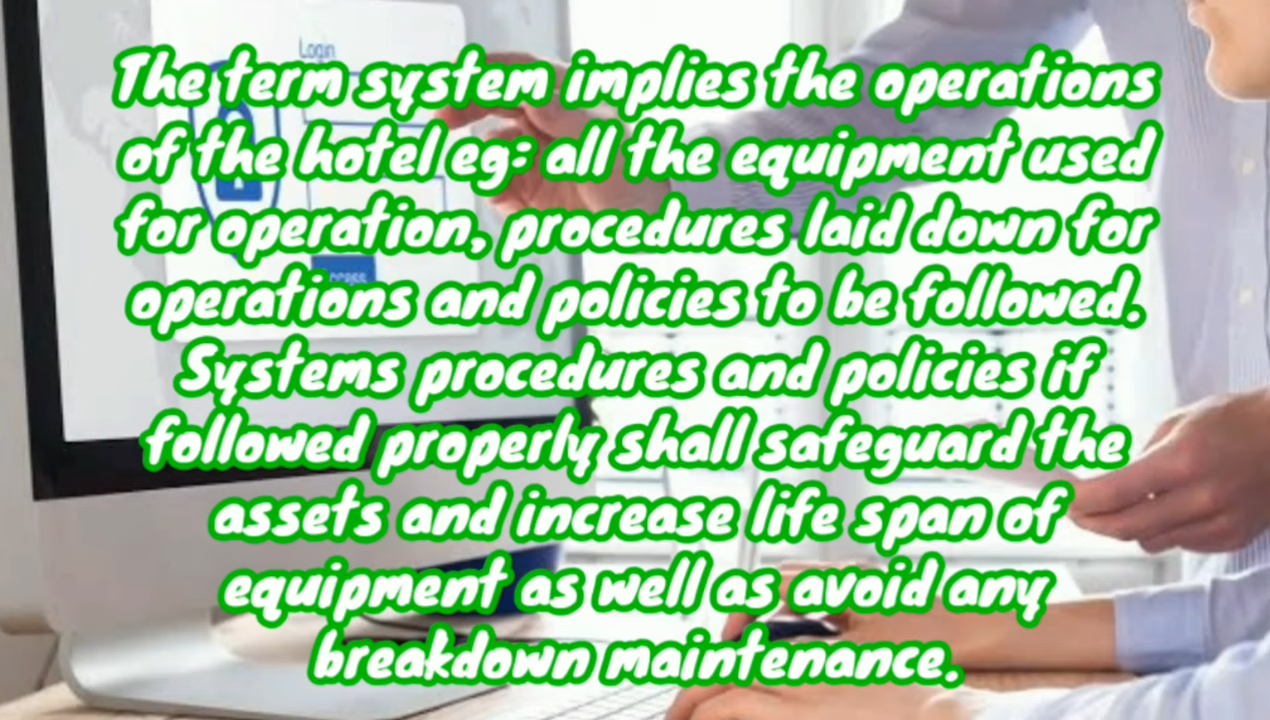 Login
The term system implies the operations
of the hotel eg: all the equipment used
for operation, procedures laid down for
operations and policies to be followed.
Systems procedures and policies if
followed properly shall safeguard the
assets and increase life span of
equipment as well as avoid any
breakdown maintenance.